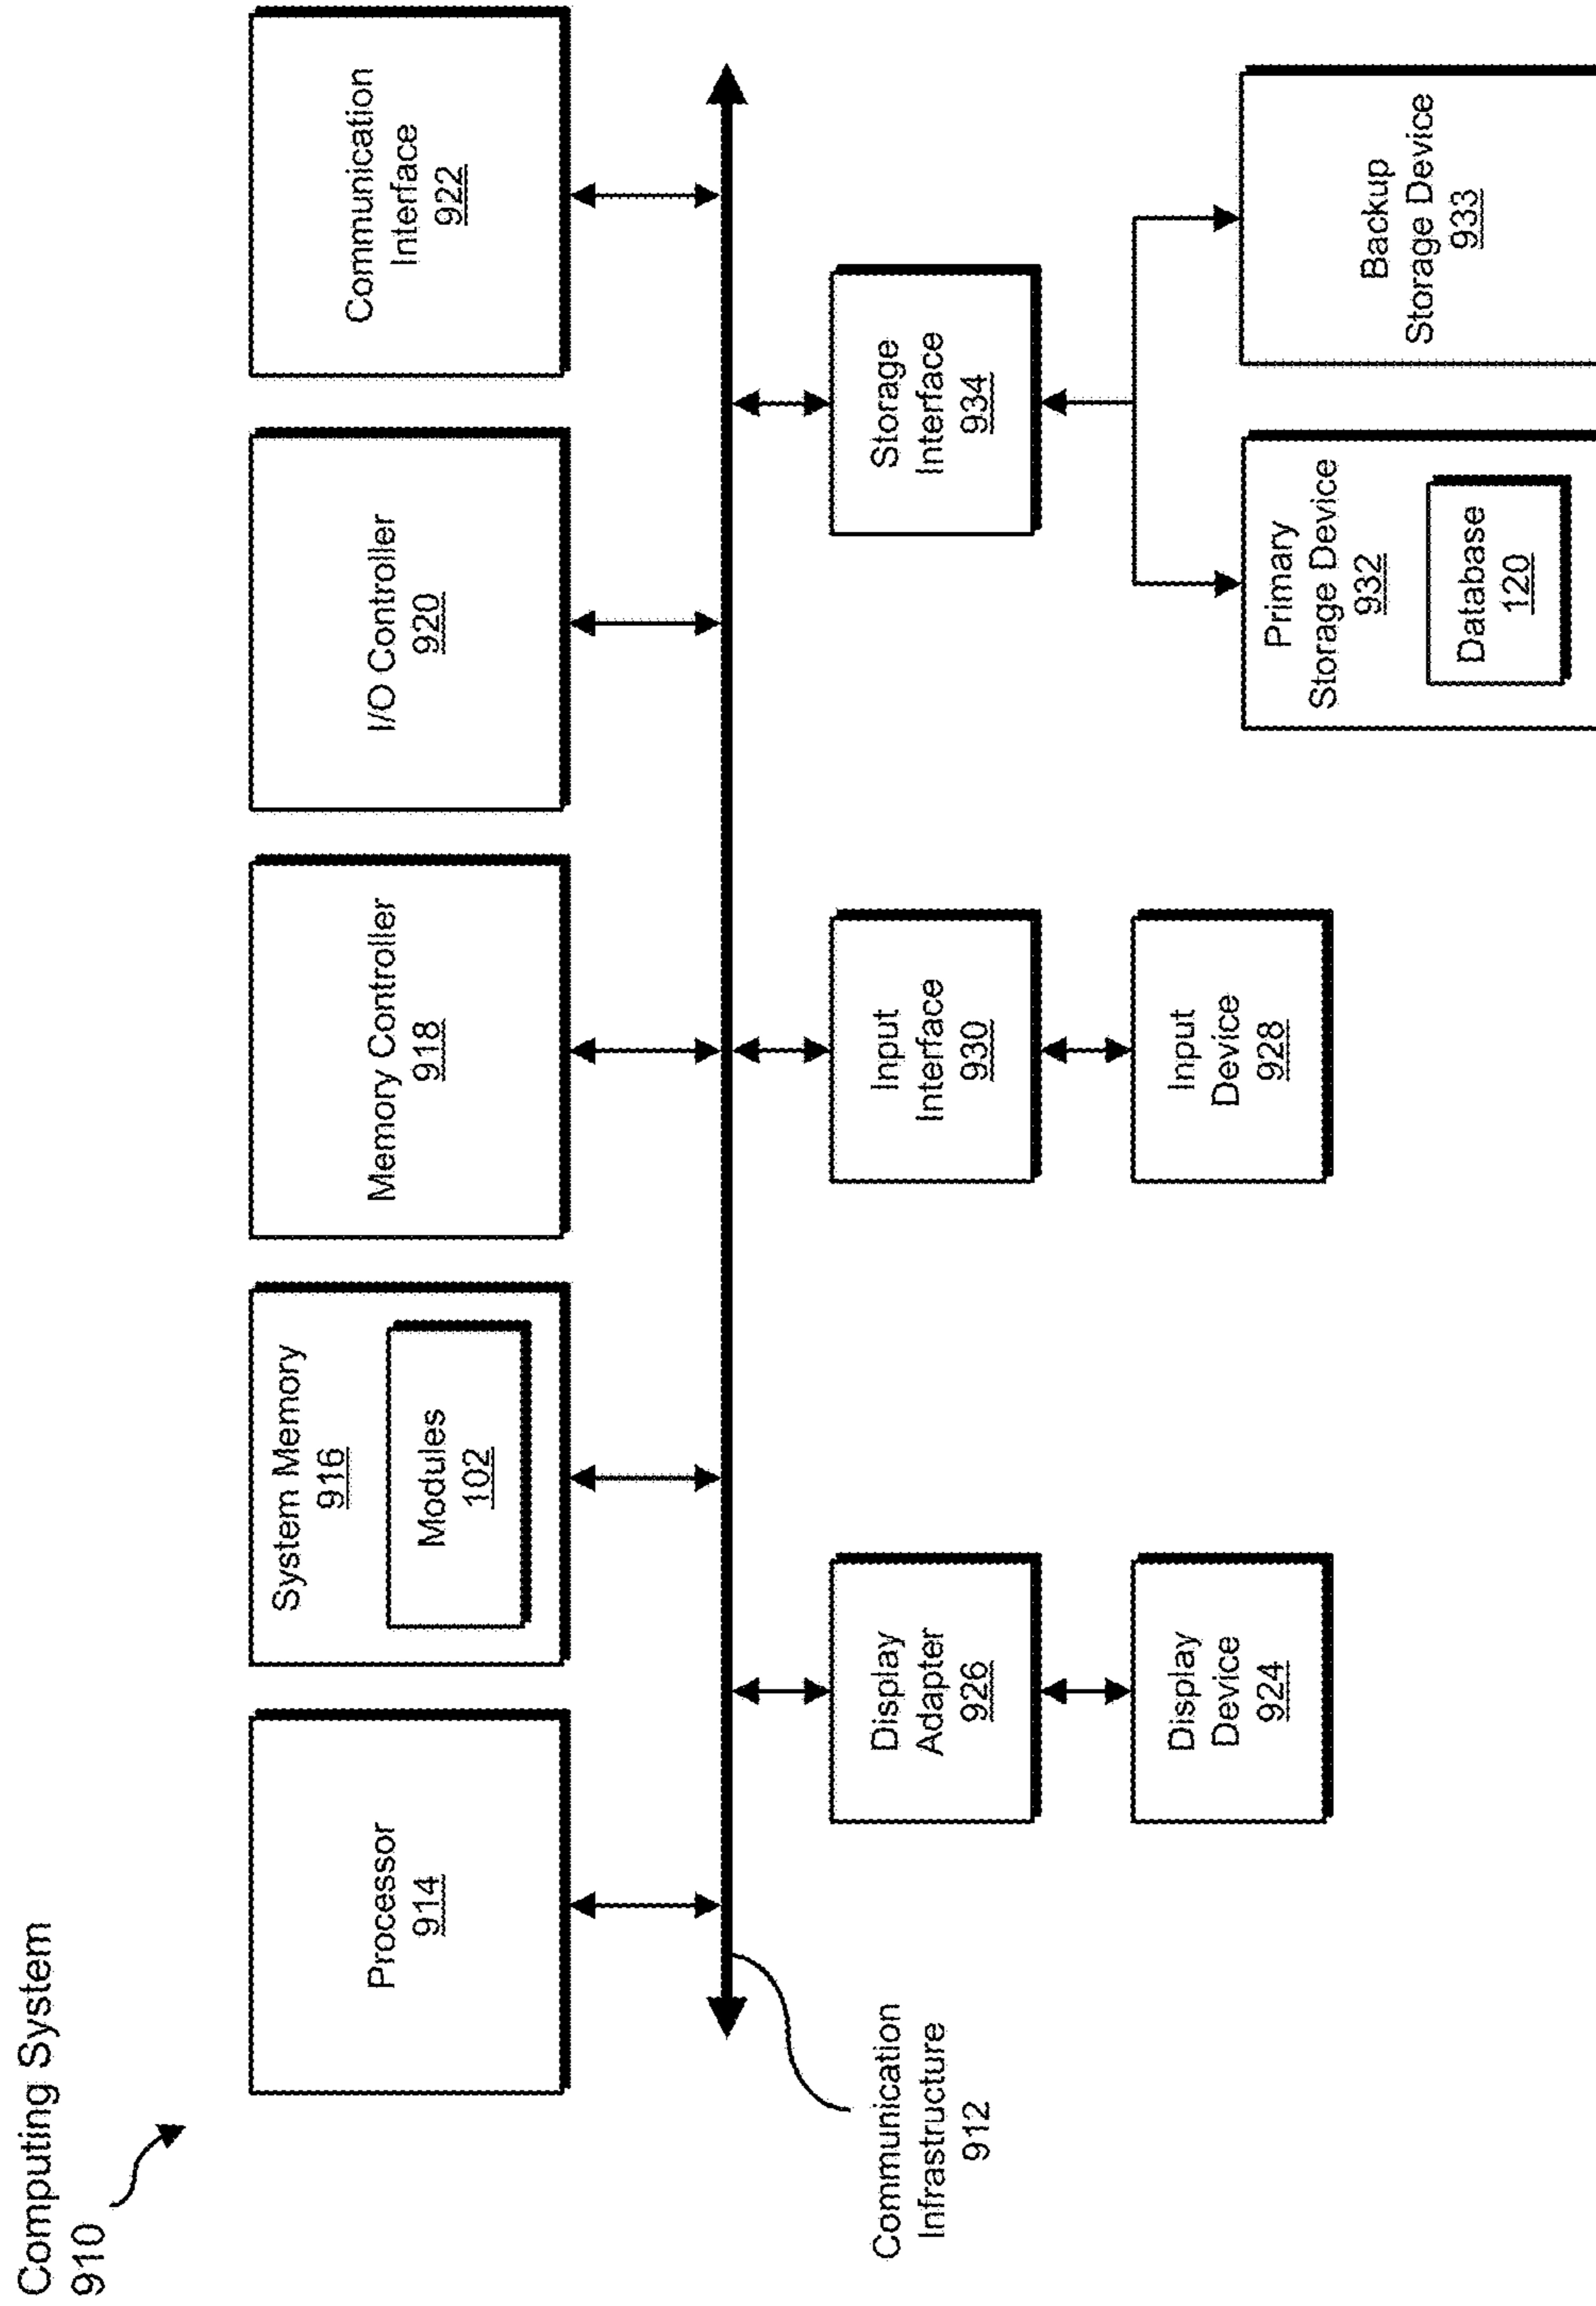 Computing System
910
Processor
914
System Memory
916
Modules
102
Memory Controller
918
I/O Controller
920
Communication
Interface
922
Communication
Infrastructure
912
Display
Adapter
926
Input
Interface
930
Storage
Interface
934
Display
Device
924
Input
Device
928
Primary
Storage Device
932
Database
120
Backup
Storage Device
933